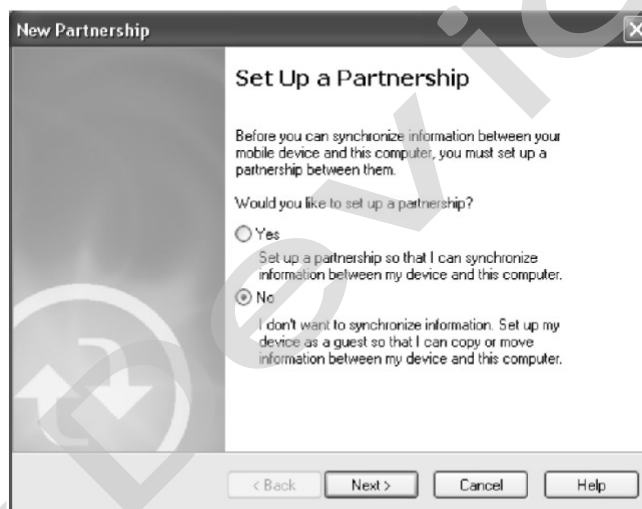 New Partnership
Set Up a Partnership
Before you can synchronize information between your
mobile device and this computer, you must set up a
partnership between them.
Would you like to set up a partnership?
Yes
Set up a partnership so that I can synchronize
information between my device and this computer.
No
I don't want to synchronize information. Set up my
device as a guest so that I can copy or move
information between my device and this computer.
< Back
Next >
Cancel
Help
Devic